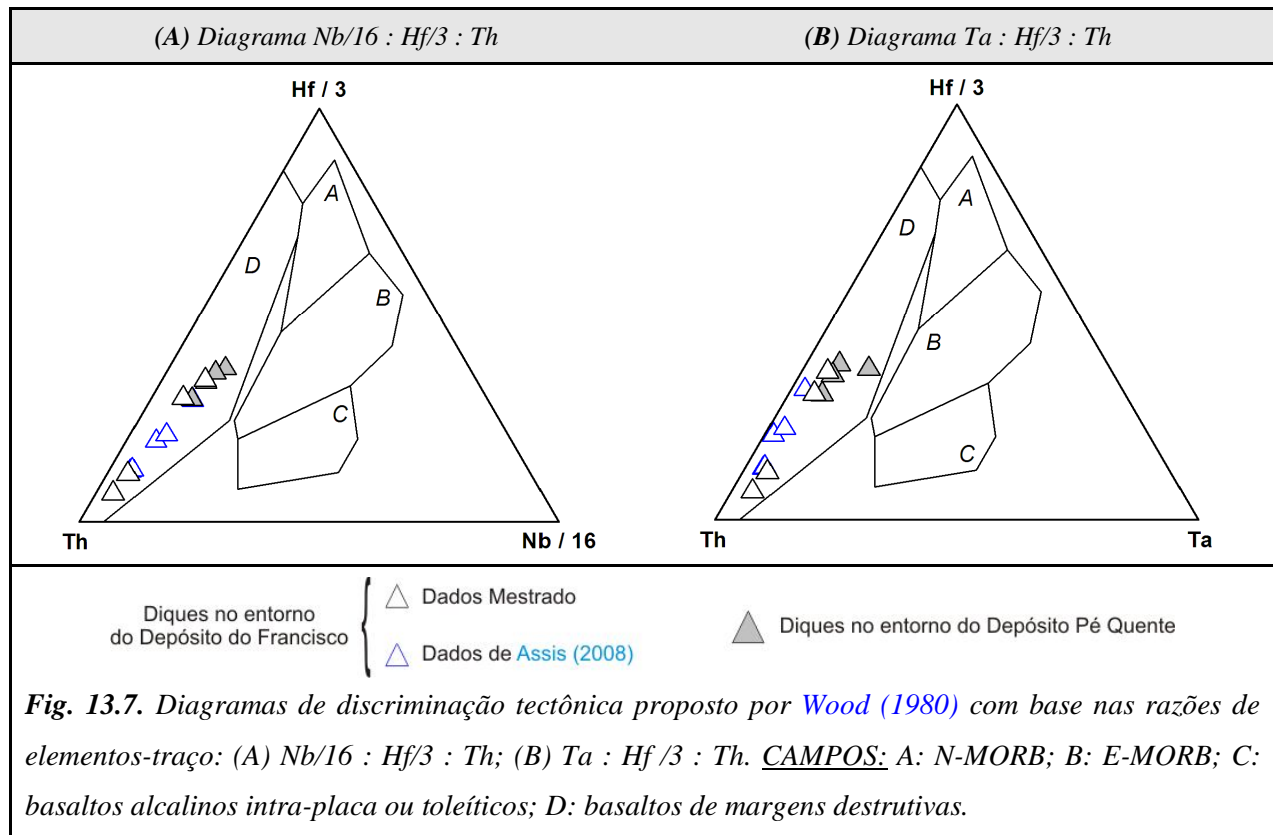 (A) Diagrama Nb/16 : Hf/3 : Th
(B) Diagrama Ta : Hf/3 : Th
Hf / 3
A
D
B
C
Th
Nb / 16
Hf / 3
A
D
B
C
Th
Ta
Diques no entorno
do Depósito do Francisco
Dados Mestrado
Dados de Assis (2008)
Diques no entorno do Depósito Pé Quente
Fig. 13.7. Diagramas de discriminação tectônica proposto por Wood (1980) com base nas razões de
elementos-traço: (A) Nb/16 : Hf/3 : Th; (B) Ta : Hf /3 : Th. CAMPOS: A: N-MORB; B: E-MORB; C:
basaltos alcalinos intra-placa ou toleíticos; D: basaltos de margens destrutivas.